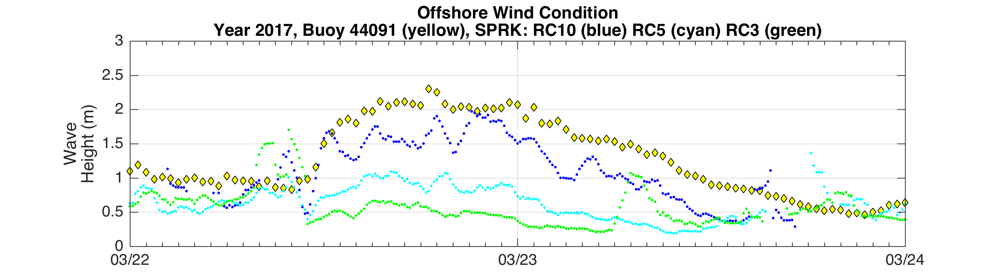 Offshore Wind Condition
Year 2017, Buoy 44091 (yellow), SPRK: RC10 (blue) RC5 (cyan) RC3 (green)
Wave
Height (m)
3
2.5
2
1.5
1
0.5
0
03/22
03/23
03/24